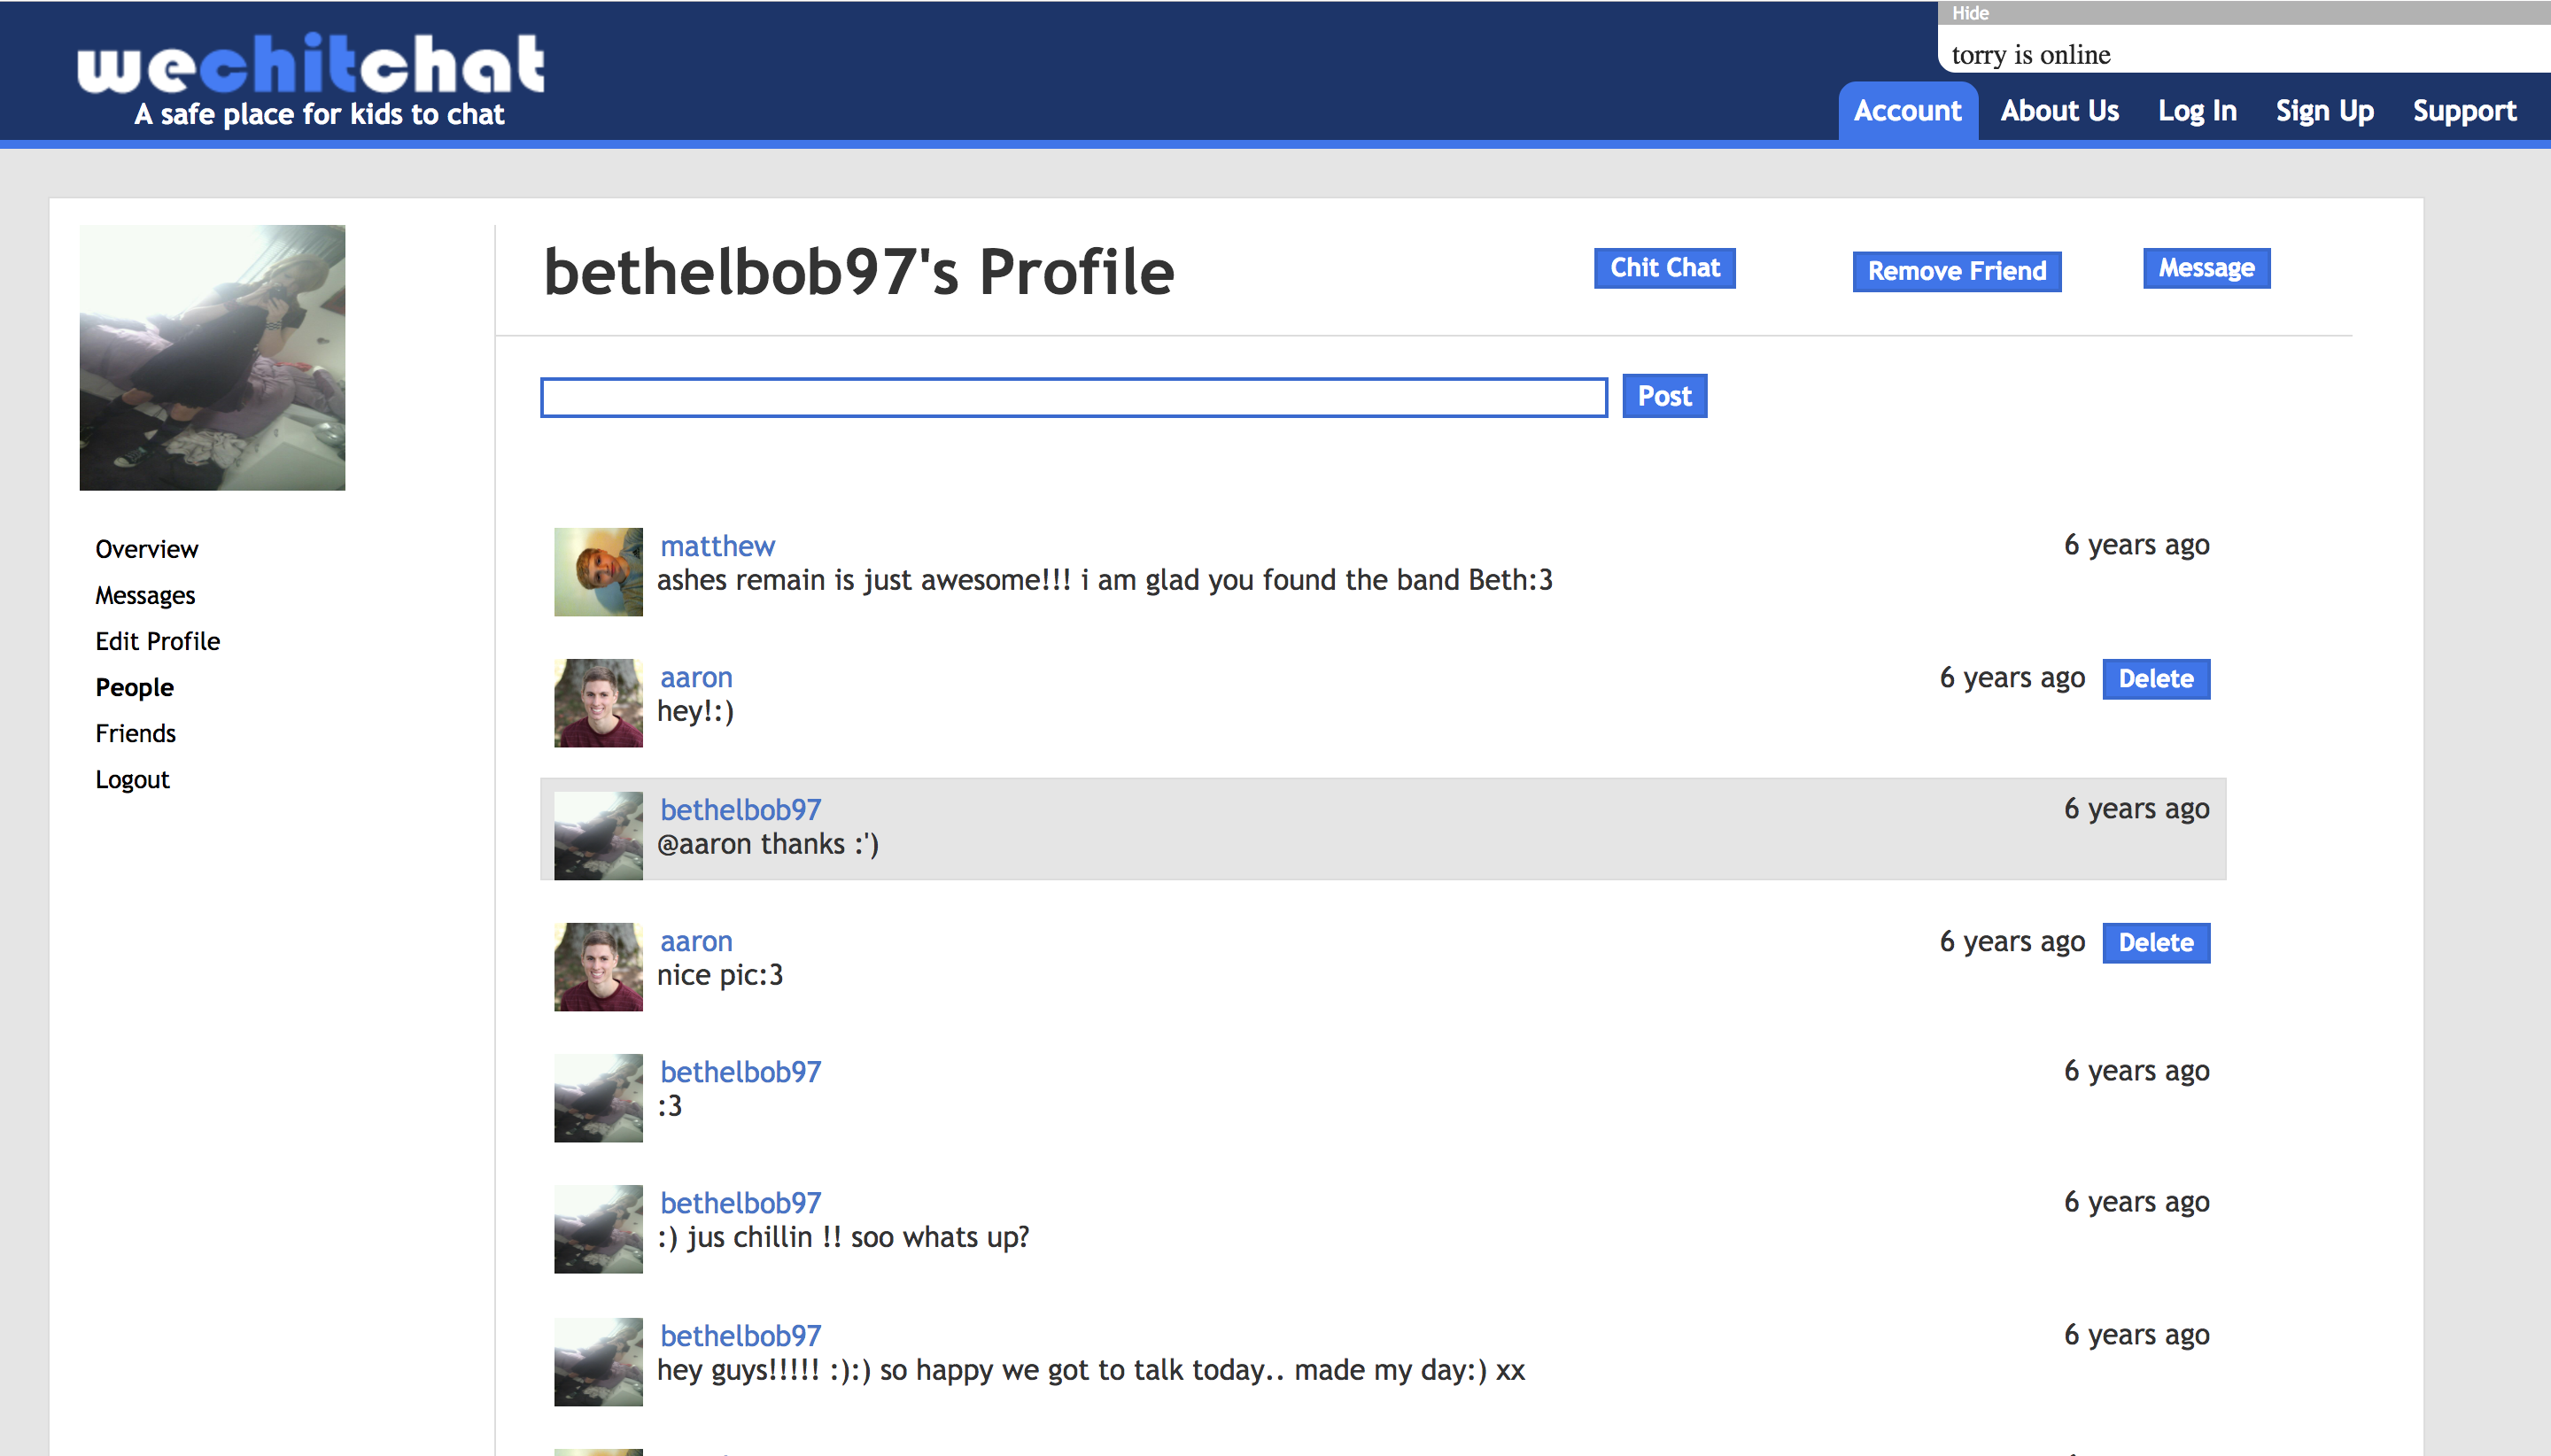 Hide
torry is online
wechitchat
A safe place for kids to chat
Account About Us Log In Sign Up Support
bethelbob97's Profile
Chit Chat Remove Friend Message
Post
Overview
Messages
Edit Profile
People
Friends
Logout
matthew 6 years ago
ashes remain is just awesome!!! i am glad you found the band Beth:3
aaron 6 years ago Delete
hey!:)
bethelbob97 6 years ago
@aaron thanks :')
aaron 6 years ago Delete
nice pic:3
bethelbob97 6 years ago
:3
bethelbob97 6 years ago
:) jus chillin !! soo whats up?
bethelbob97 6 years ago
hey guys!!!!! :):) so happy we got to talk today.. made my day:) xx